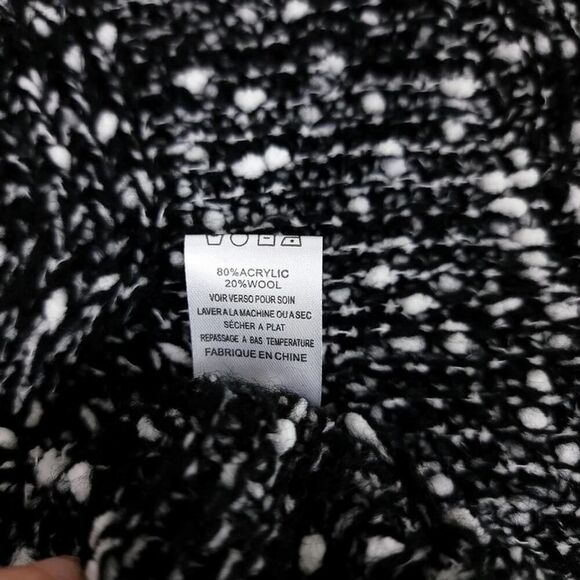 80%ACRYLIC
20%WOOL
VOIR VERSO POUR SOIN
LAVER A LA MACHINE OU A SEC
SÉCHER A PLAT
REPASSAGE A BAS TEMPERATURE
FABRIQUE EN CHINE